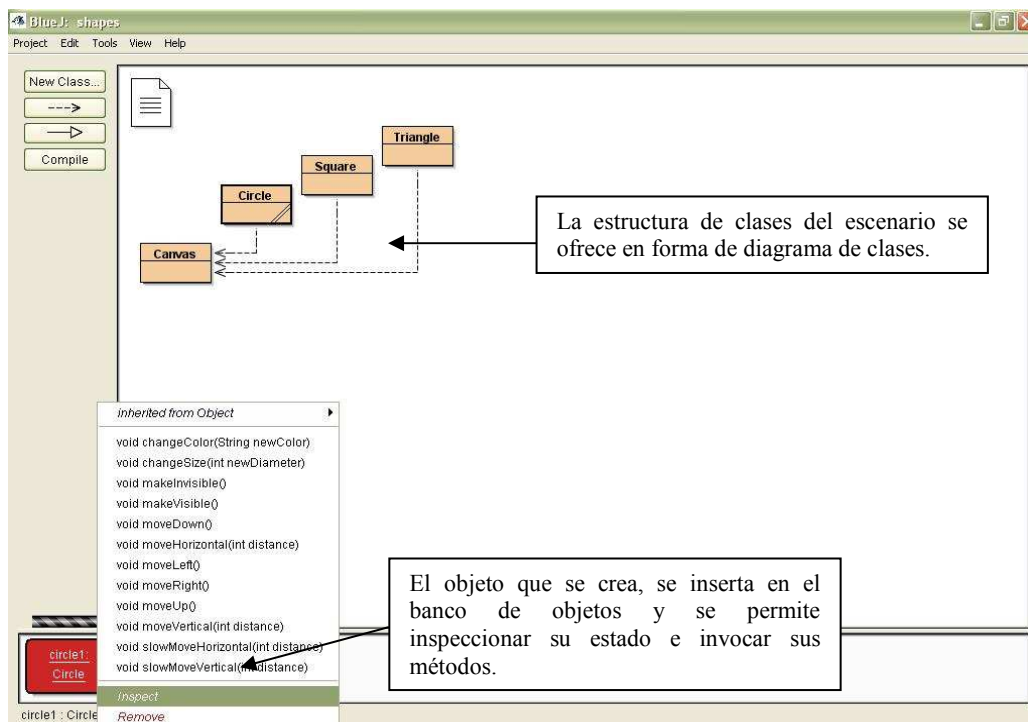 BlueJ: shapes
Project Edit Tools View Help
New Class...
Compile
Triangle
Square
Circle
Canvas
La estructura de clases del escenario se
ofrece en forma de diagrama de clases.
inherited from Object
void changeColor(String newColor)
void changeSize(int newDiameter)
void makeInvisible()
void makeVisible()
void moveDown()
void moveHorizontal(int distance)
void moveLeft()
void moveRight()
void moveUp()
void moveVertical(int distance)
void slowMoveHorizontal(int distance)
void slowMoveVertical(int distance)
Inspect
Remove
El objeto que se crea, se inserta en el
banco de objetos y se permite
inspeccionar su estado e invocar sus
métodos.
circle1:
Circle
circle1 : Circle